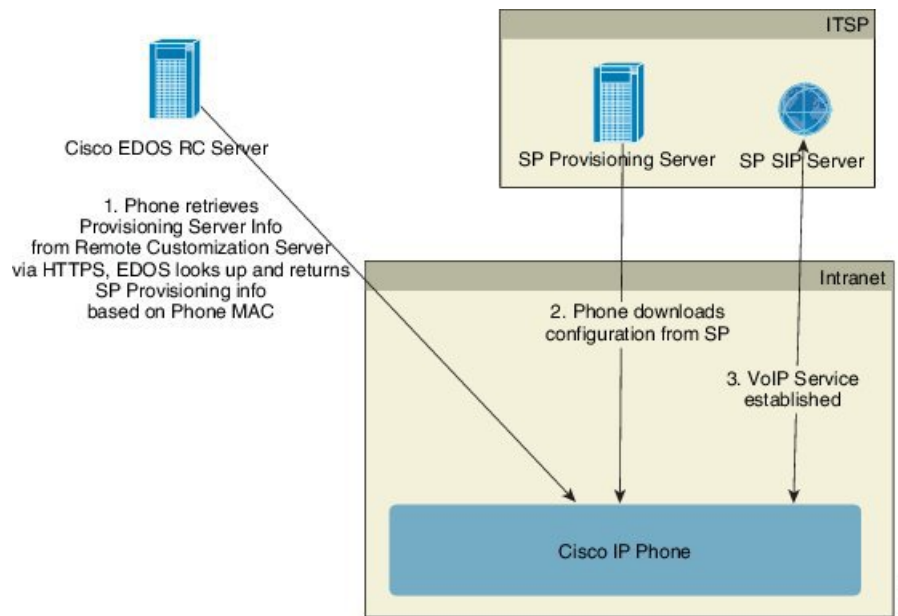 ITSP
Cisco EDOS RC Server
SP Provisioning Server
SP SIP Server
1. Phone retrieves
Provisioning Server Info
from Remote Customization Server
via HTTPS, EDOS looks up and returns
SP Provisioning info
based on Phone MAC
Intranet
2. Phone downloads
configuration from SP
3. VoIP Service
established
Cisco IP Phone